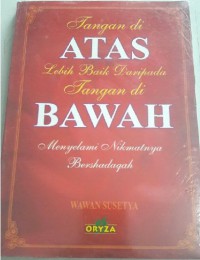 Tangan di
ATAS
Lebih Baik Daripada
Tangan di
BAWAH
Menyelami Nikmatnya
Bershadaqah
WAWAN SUSETYA
ORYZA